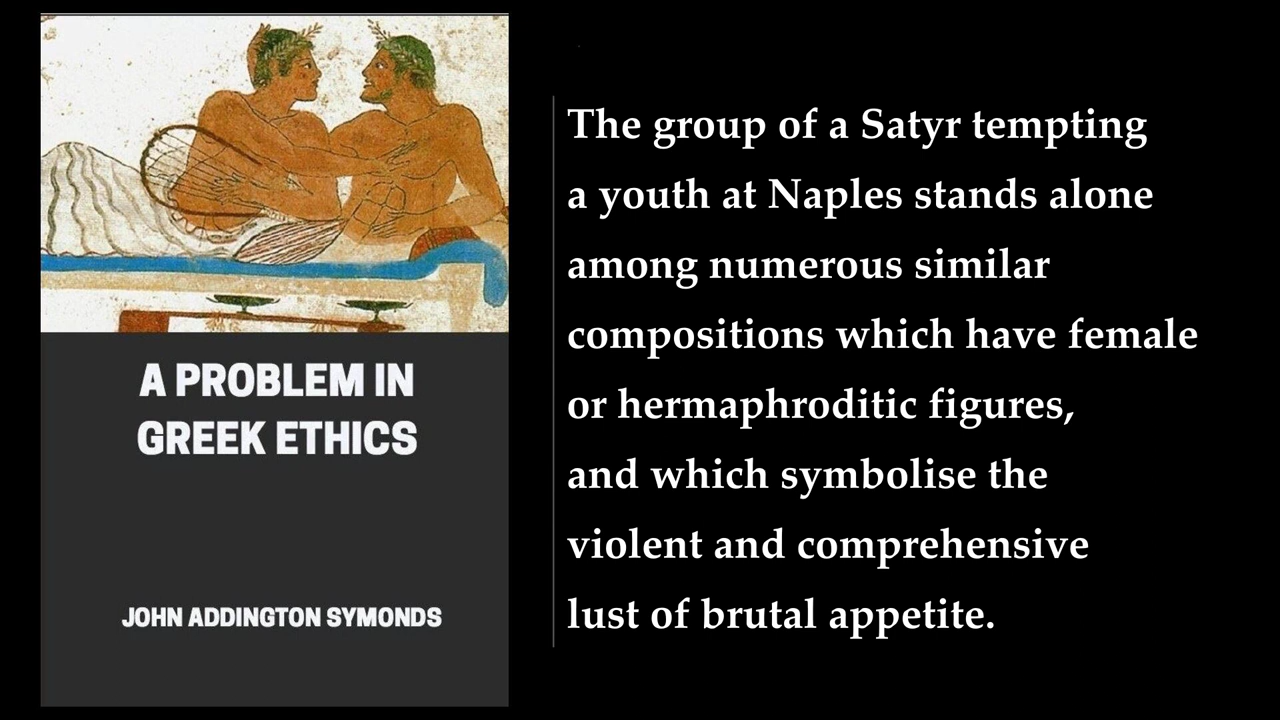 A PROBLEM IN
GREEK ETHICS
JOHN ADDINGTON SYMONDS
The group of a Satyr tempting
a youth at Naples stands alone
among numerous similar
compositions which have female
or hermaphroditic figures,
and which symbolise the
violent and comprehensive
lust of brutal appetite.